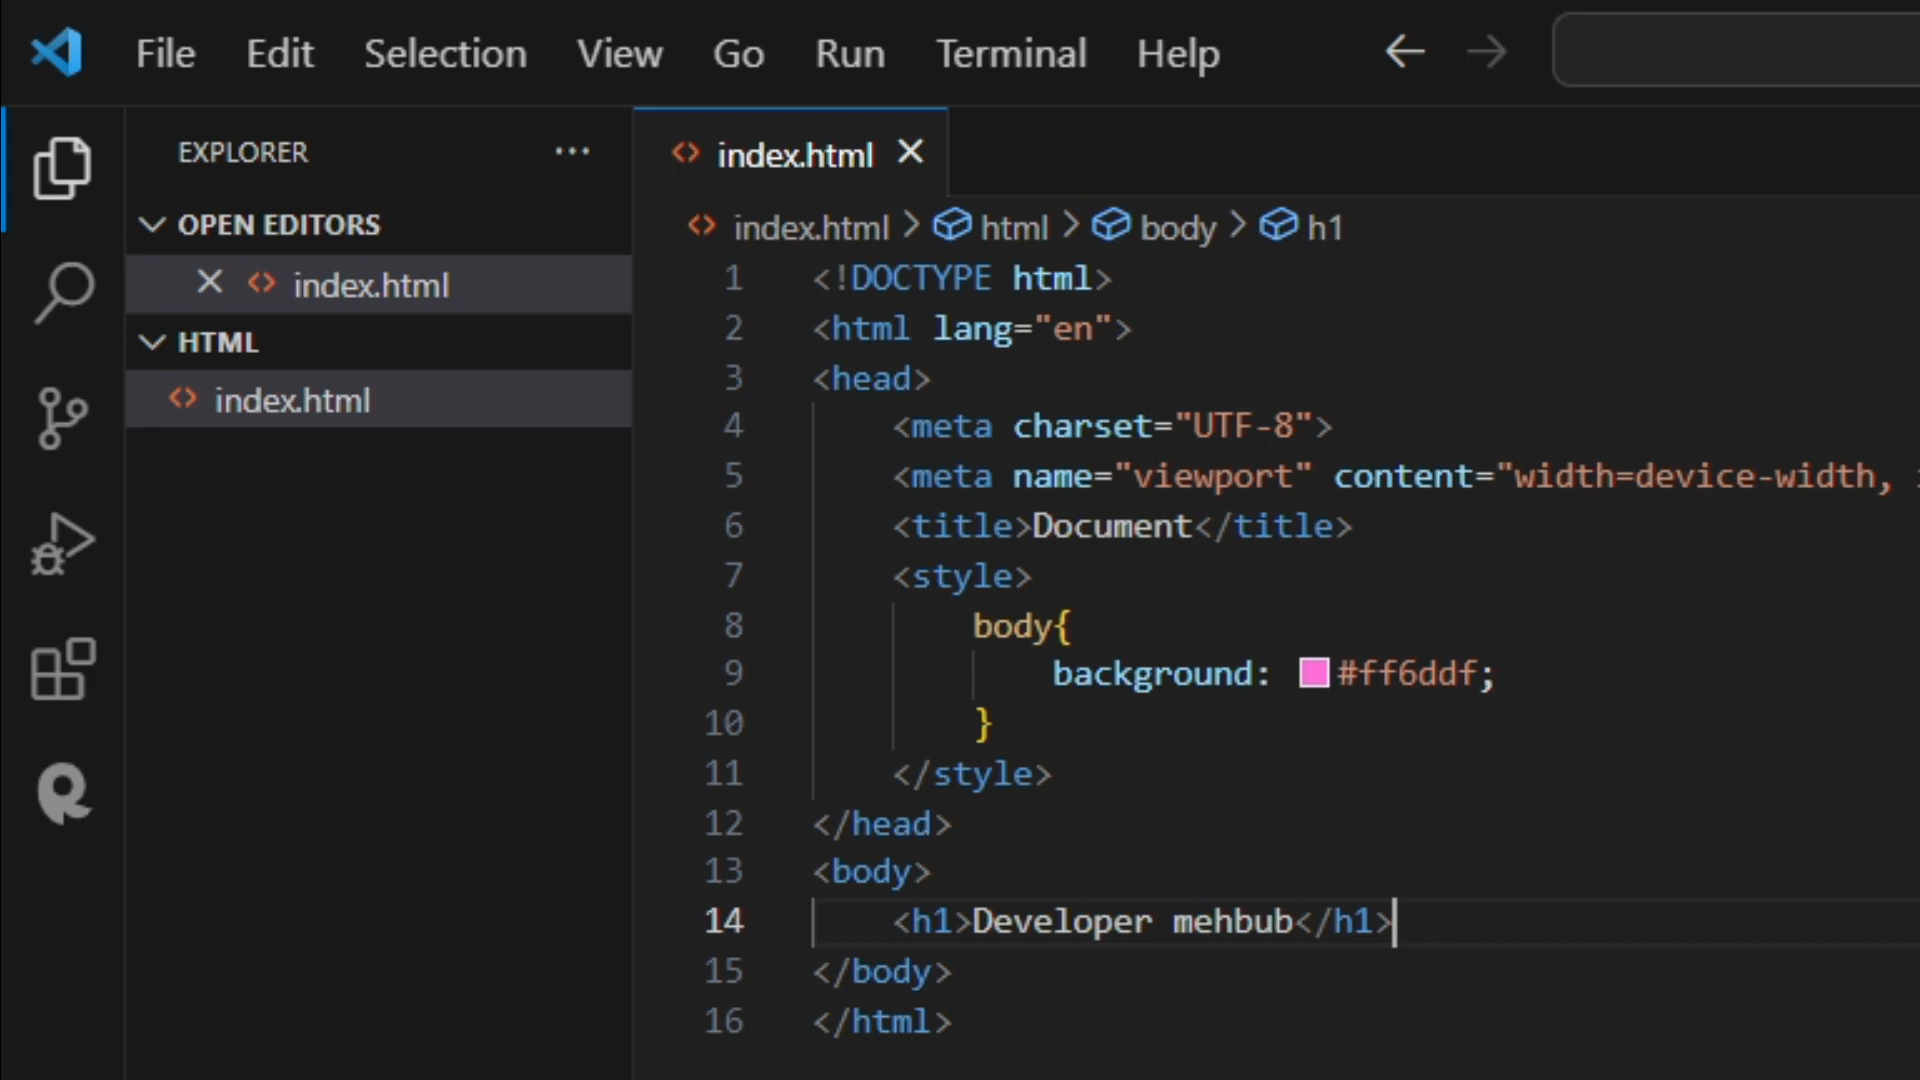 File Edit Selection View Go Run Terminal Help
EXPLORER
OPEN EDITORS
index.html
HTML
index.html
index.html
index.html > html > body > h1
1 <!DOCTYPE html>
2 <html lang="en">
3 <head>
4 <meta charset="UTF-8">
5 <meta name="viewport" content="width=device-width,
6 <title>Document</title>
7 <style>
8 body{
9 background: #ff6ddf;
10 }
11 </style>
12 </head>
13 <body>
14 <h1>Developer mehbub</h1>
15 </body>
16 </html>